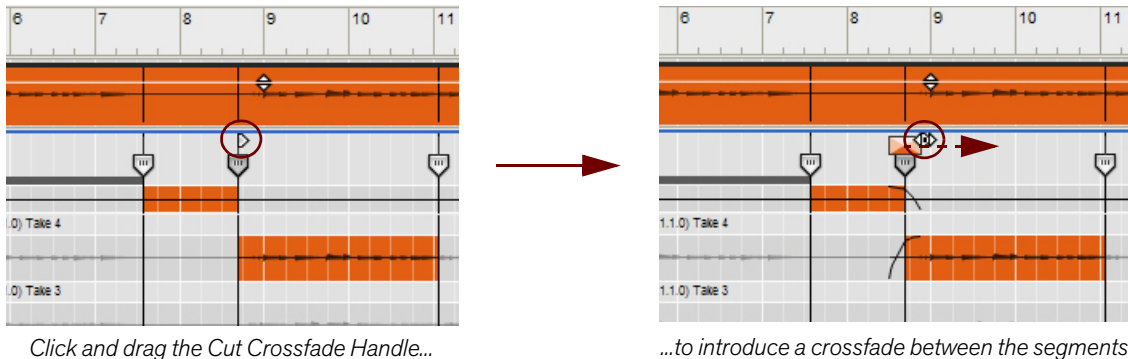 6 7 8 9 10 11
.0) Take 4
.0) Take 3
Click and drag the Cut Crossfade Handle...
6 7 8 9 10 11
1.1.0) Take 4
1.1.0) Take 3
...to introduce a crossfade between the segments